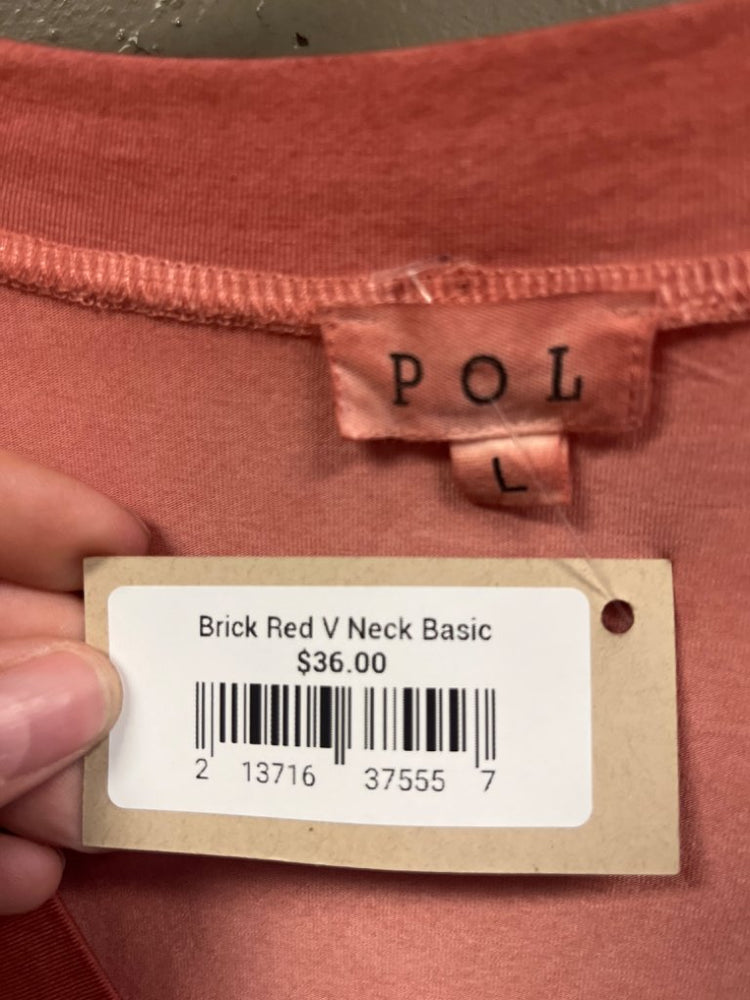 POL
L
Brick Red V Neck Basic
$36.00
2 13716 37555 7